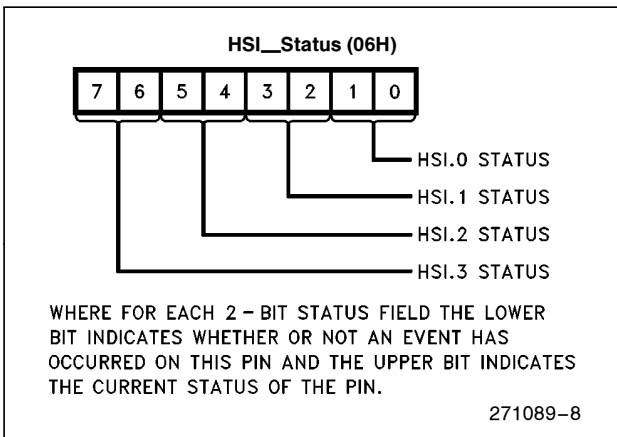 HSI__Status (06H)
7 6 5 4 3 2 1 0
HSI.0 STATUS
HSI.1 STATUS
HSI.2 STATUS
HSI.3 STATUS
WHERE FOR EACH 2–BIT STATUS FIELD THE LOWER
BIT INDICATES WHETHER OR NOT AN EVENT HAS
OCCURRED ON THIS PIN AND THE UPPER BIT INDICATES
THE CURRENT STATUS OF THE PIN.
271089–8